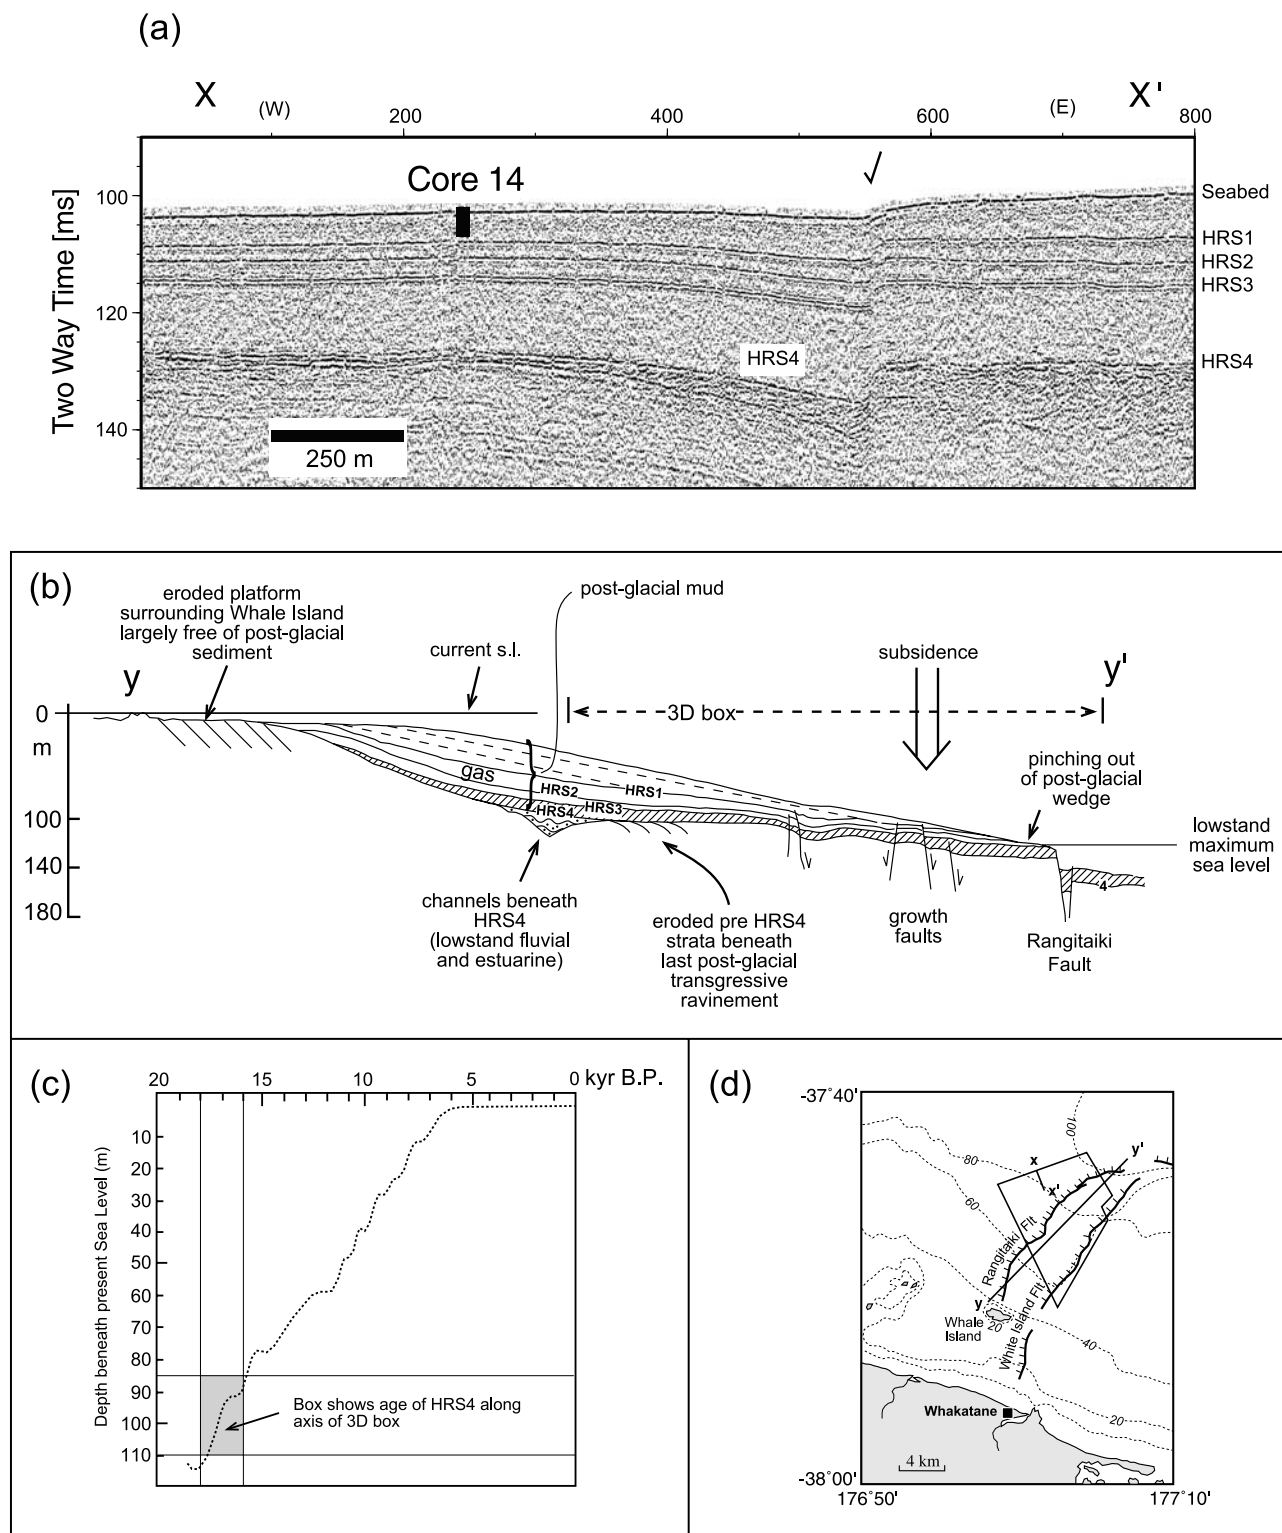 (a)
X
(W)
200
400
600
(E)
X'
800
Core 14
Seabed
HRS1
HRS2
HRS3
HRS4
HRS4
Two Way Time [ms]
100
120
140
250 m
(b)
eroded platform
surrounding Whale Island
largely free of post-glacial
sediment
post-glacial mud
current s.l.
subsidence
y
y'
3D box
0
m
100
140
180
gas
HRS2
HRS1
HRS4
HRS3
pinching out
of post-glacial
wedge
lowstand
maximum
sea level
4
channels beneath
HRS4
(lowstand fluvial
and estuarine)
eroded pre HRS4
strata beneath
last post-glacial
transgressive
ravinement
growth
faults
Rangitaiki
Fault
(c)
20
15
10
5
0 kyr B.P.
Depth beneath present Sea Level (m)
10
20
30
40
50
60
70
80
90
100
110
Box shows age of HRS4 along
axis of 3D box
(d)
-37˚40'
-38˚00'
176˚50'
177˚10'
100
80
60
40
20
20
x
x'
y
y'
Rangitaiki Flt
White Island Flt
Whale
Island
Whakatane
4 km